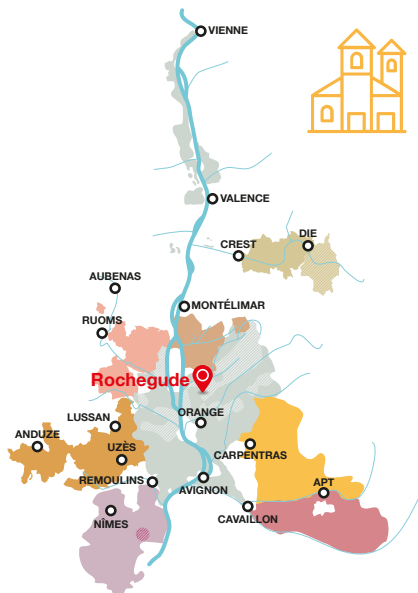 VIENNE
VALENCE
DIE
CREST
AUBENAS
MONTÉLIMAR
RUOMS
Rochegude
ORANGE
LUSSAN
ANDUZE
UZÈS
CARPENTRAS
REMOULINS
AVIGNON
APT
NÎMES
CAVAILLON